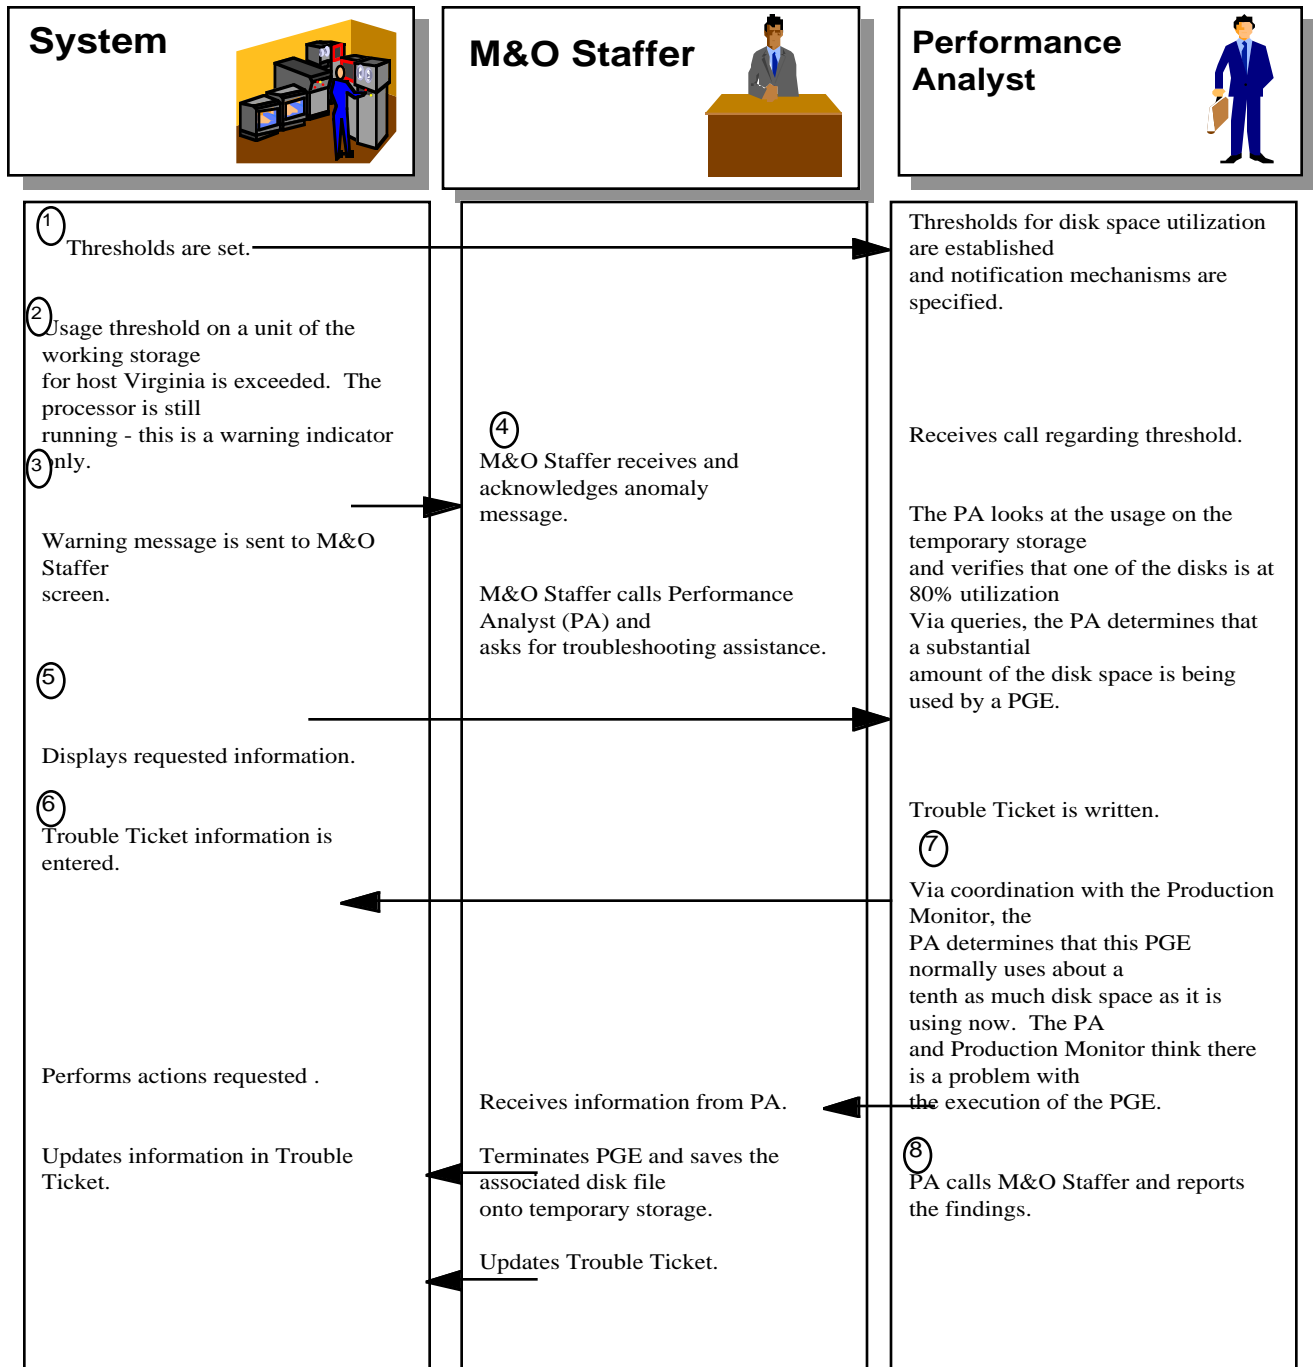 System
M&O Staffer
Performance
Analyst
1
Thresholds are set.
2
Usage threshold on a unit of the
working storage
for host Virginia is exceeded. The
processor is still
running - this is a warning indicator
only.
3
Warning message is sent to M&O
Staffer
screen.
5
Displays requested information.
6
Trouble Ticket information is
entered.
Performs actions requested .
Updates information in Trouble
Ticket.
4
M&O Staffer receives and
acknowledges anomaly
message.
M&O Staffer calls Performance
Analyst (PA) and
asks for troubleshooting assistance.
Receives information from PA.
Terminates PGE and saves the
associated disk file
onto temporary storage.
Updates Trouble Ticket.
Thresholds for disk space utilization
are established
and notification mechanisms are
specified.
Receives call regarding threshold.
The PA looks at the usage on the
temporary storage
and verifies that one of the disks is at
80% utilization
Via queries, the PA determines that
a substantial
amount of the disk space is being
used by a PGE.
Trouble Ticket is written.
7
Via coordination with the Production
Monitor, the
PA determines that this PGE
normally uses about a
tenth as much disk space as it is
using now. The PA
and Production Monitor think there
is a problem with
the execution of the PGE.
8
PA calls M&O Staffer and reports
the findings.